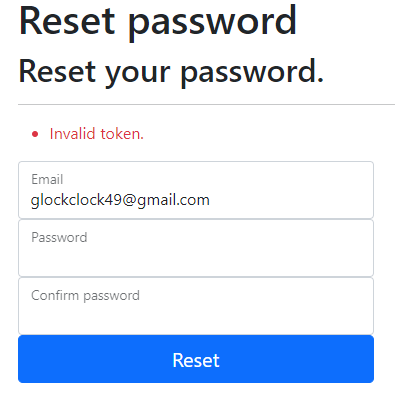 Reset password
Reset your password.
Invalid token.
Email
glockclock49@gmail.com
Password
Confirm password
Reset